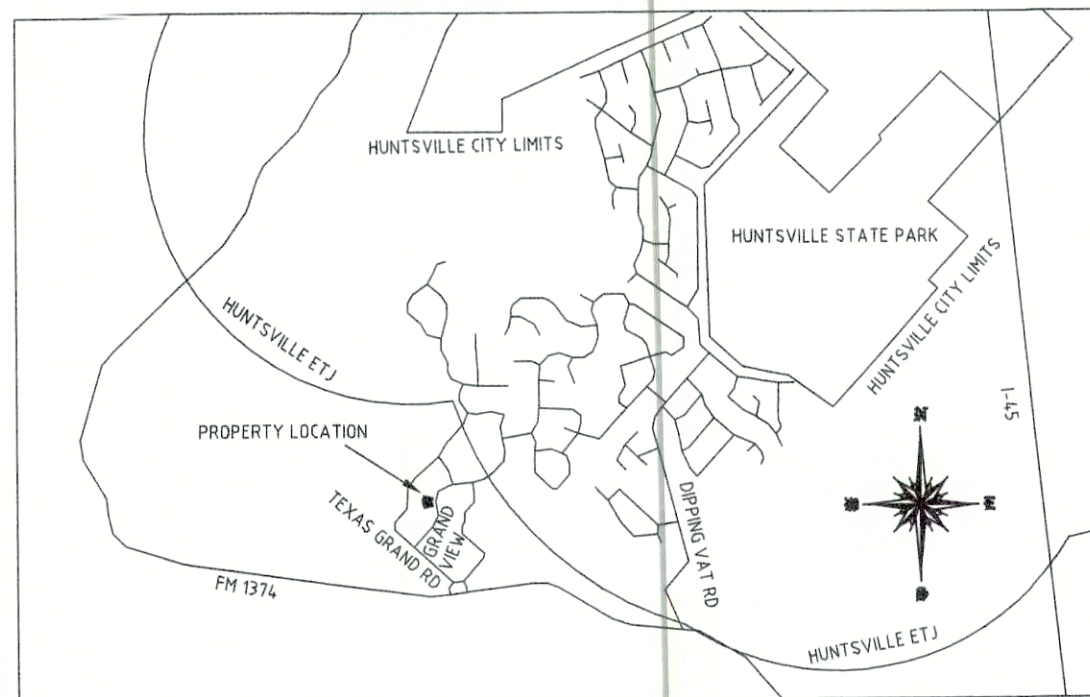 HUNTSVILLE CITY LIMITS
HUNTSVILLE STATE PARK
HUNTSVILLE CITY LIMITS
HUNTSVILLE ETJ
I-45
PROPERTY LOCATION
TEXAS GRAND RD
GRAND
VIEW
DIPPING VAT RD
FM 1374
HUNTSVILLE ETJ